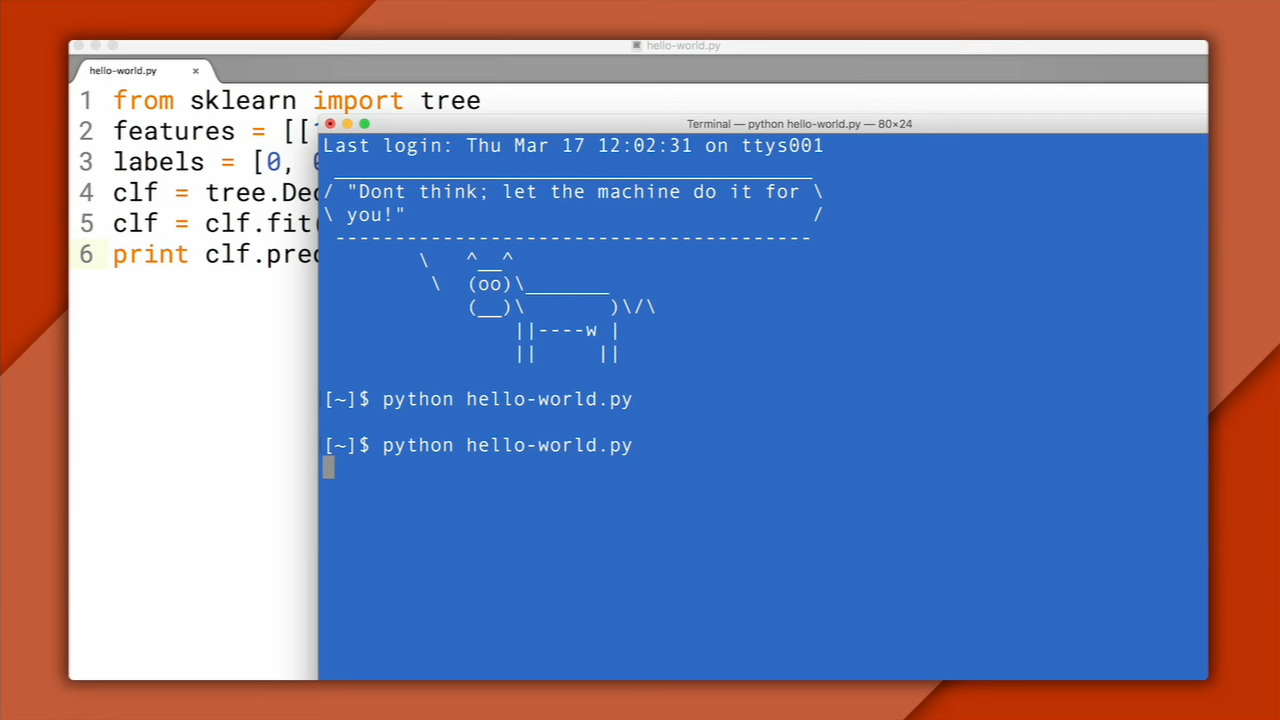 hello-world.py
hello-world.py ×
1 from sklearn import tree
2 features = [[
3 labels = [0,
4 clf = tree.Dec
5 clf = clf.fit(
6 print clf.pred
Terminal — python hello-world.py — 80×24
Last login: Thu Mar 17 12:02:31 on ttys001
 ________________________________________
/ "Dont think; let the machine do it for \
\ you!"                                  /
 ----------------------------------------
        \   ^__^
         \  (oo)\_______
            (__)\       )\/\
                ||----w |
                ||     ||
[~]$ python hello-world.py
[~]$ python hello-world.py